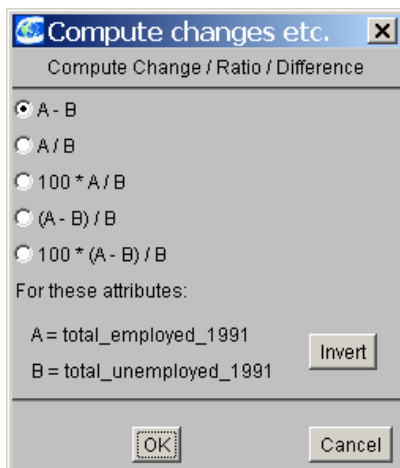 Compute changes etc.
Compute Change / Ratio / Difference
A - B
A / B
100 * A / B
(A - B) / B
100 * (A - B) / B
For these attributes:
A = total_employed_1991
Invert
B = total_unemployed_1991
OK Cancel